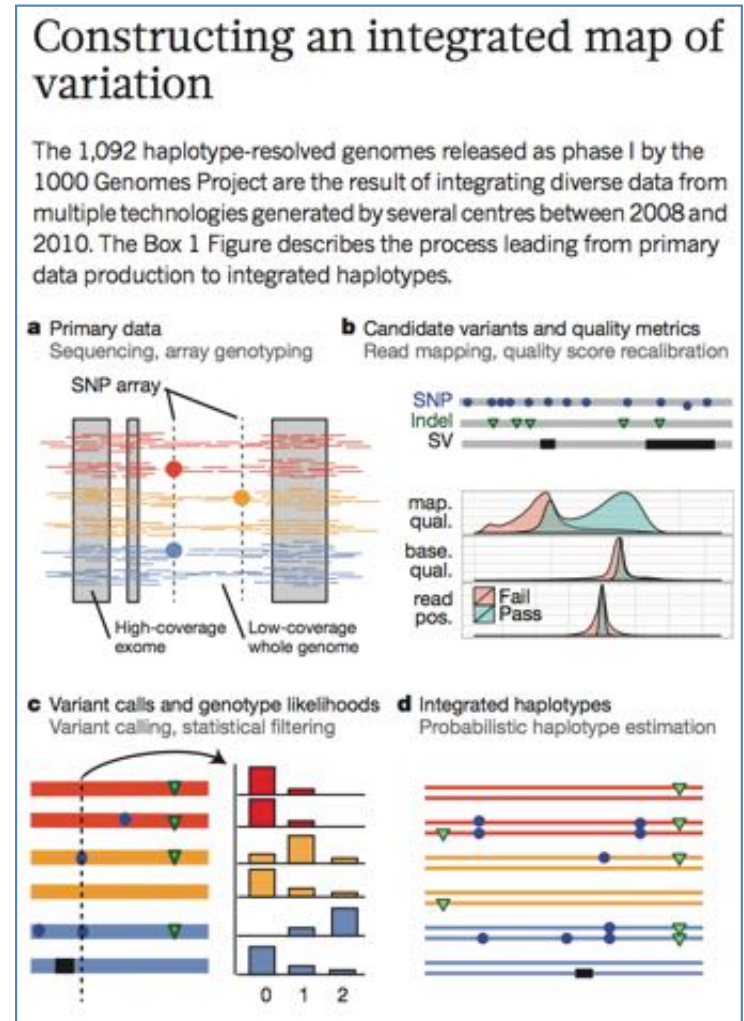 Constructing an integrated map of
variation
The 1,092 haplotype-resolved genomes released as phase I by the
1000 Genomes Project are the result of integrating diverse data from
multiple technologies generated by several centres between 2008 and
2010. The Box 1 Figure describes the process leading from primary
data production to integrated haplotypes.
a Primary data
Sequencing, array genotyping
SNP array
High-coverage
exome
Low-coverage
whole genome
b Candidate variants and quality metrics
Read mapping, quality score recalibration
SNP
Indel
SV
map.
qual.
base.
qual.
read
pos.
Fail
Pass
c Variant calls and genotype likelihoods
Variant calling, statistical filtering
0 1 2
d Integrated haplotypes
Probabilistic haplotype estimation